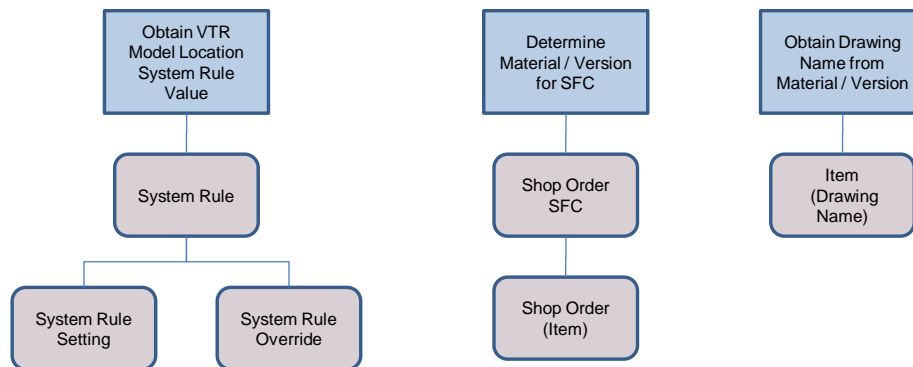 Obtain VTR
Model Location
System Rule
Value
Determine
Material / Version
for SFC
Obtain Drawing
Name from
Material / Version
System Rule
Shop Order
SFC
Item
(Drawing
Name)
System Rule
Setting
System Rule
Override
Shop Order
(Item)